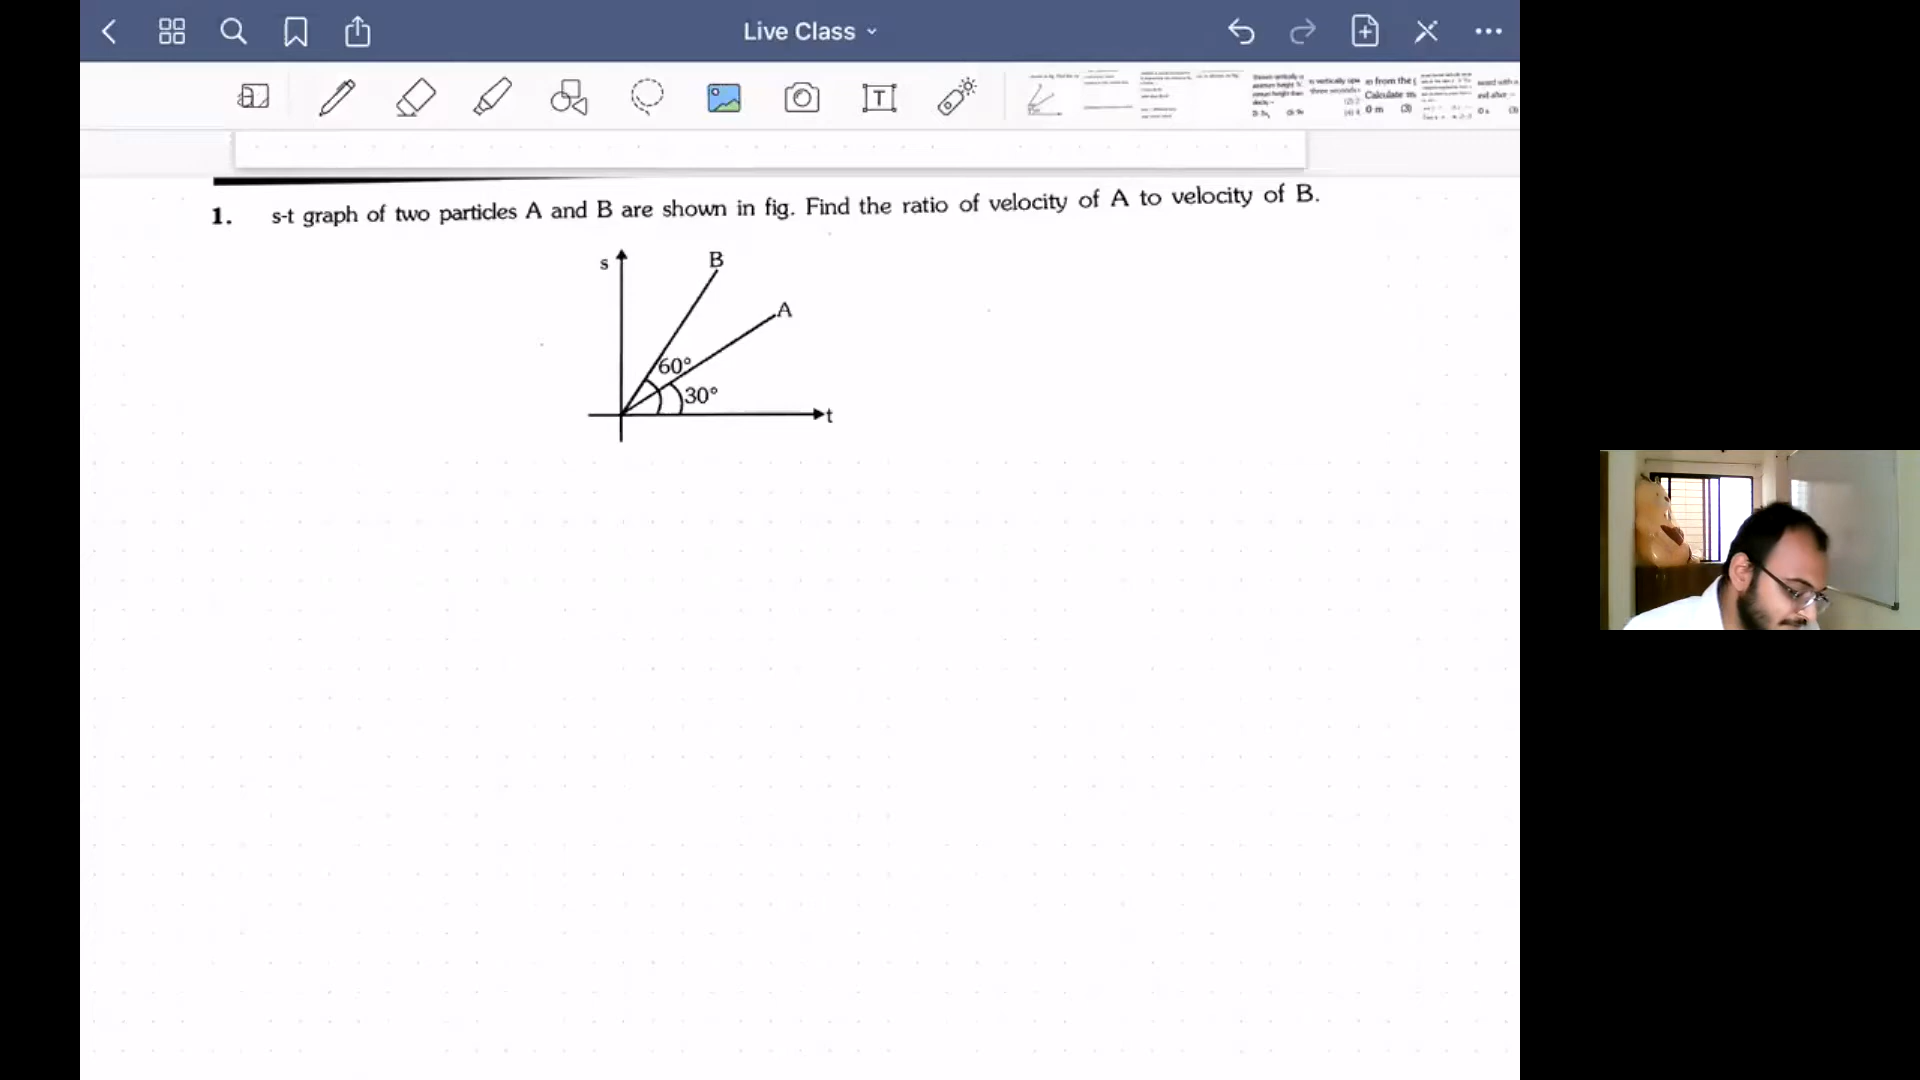 Live Class
T
1. s-t graph of two particles A and B are shown in fig. Find the ratio of velocity of A to velocity of B.
s
B
A
60°
30°
t